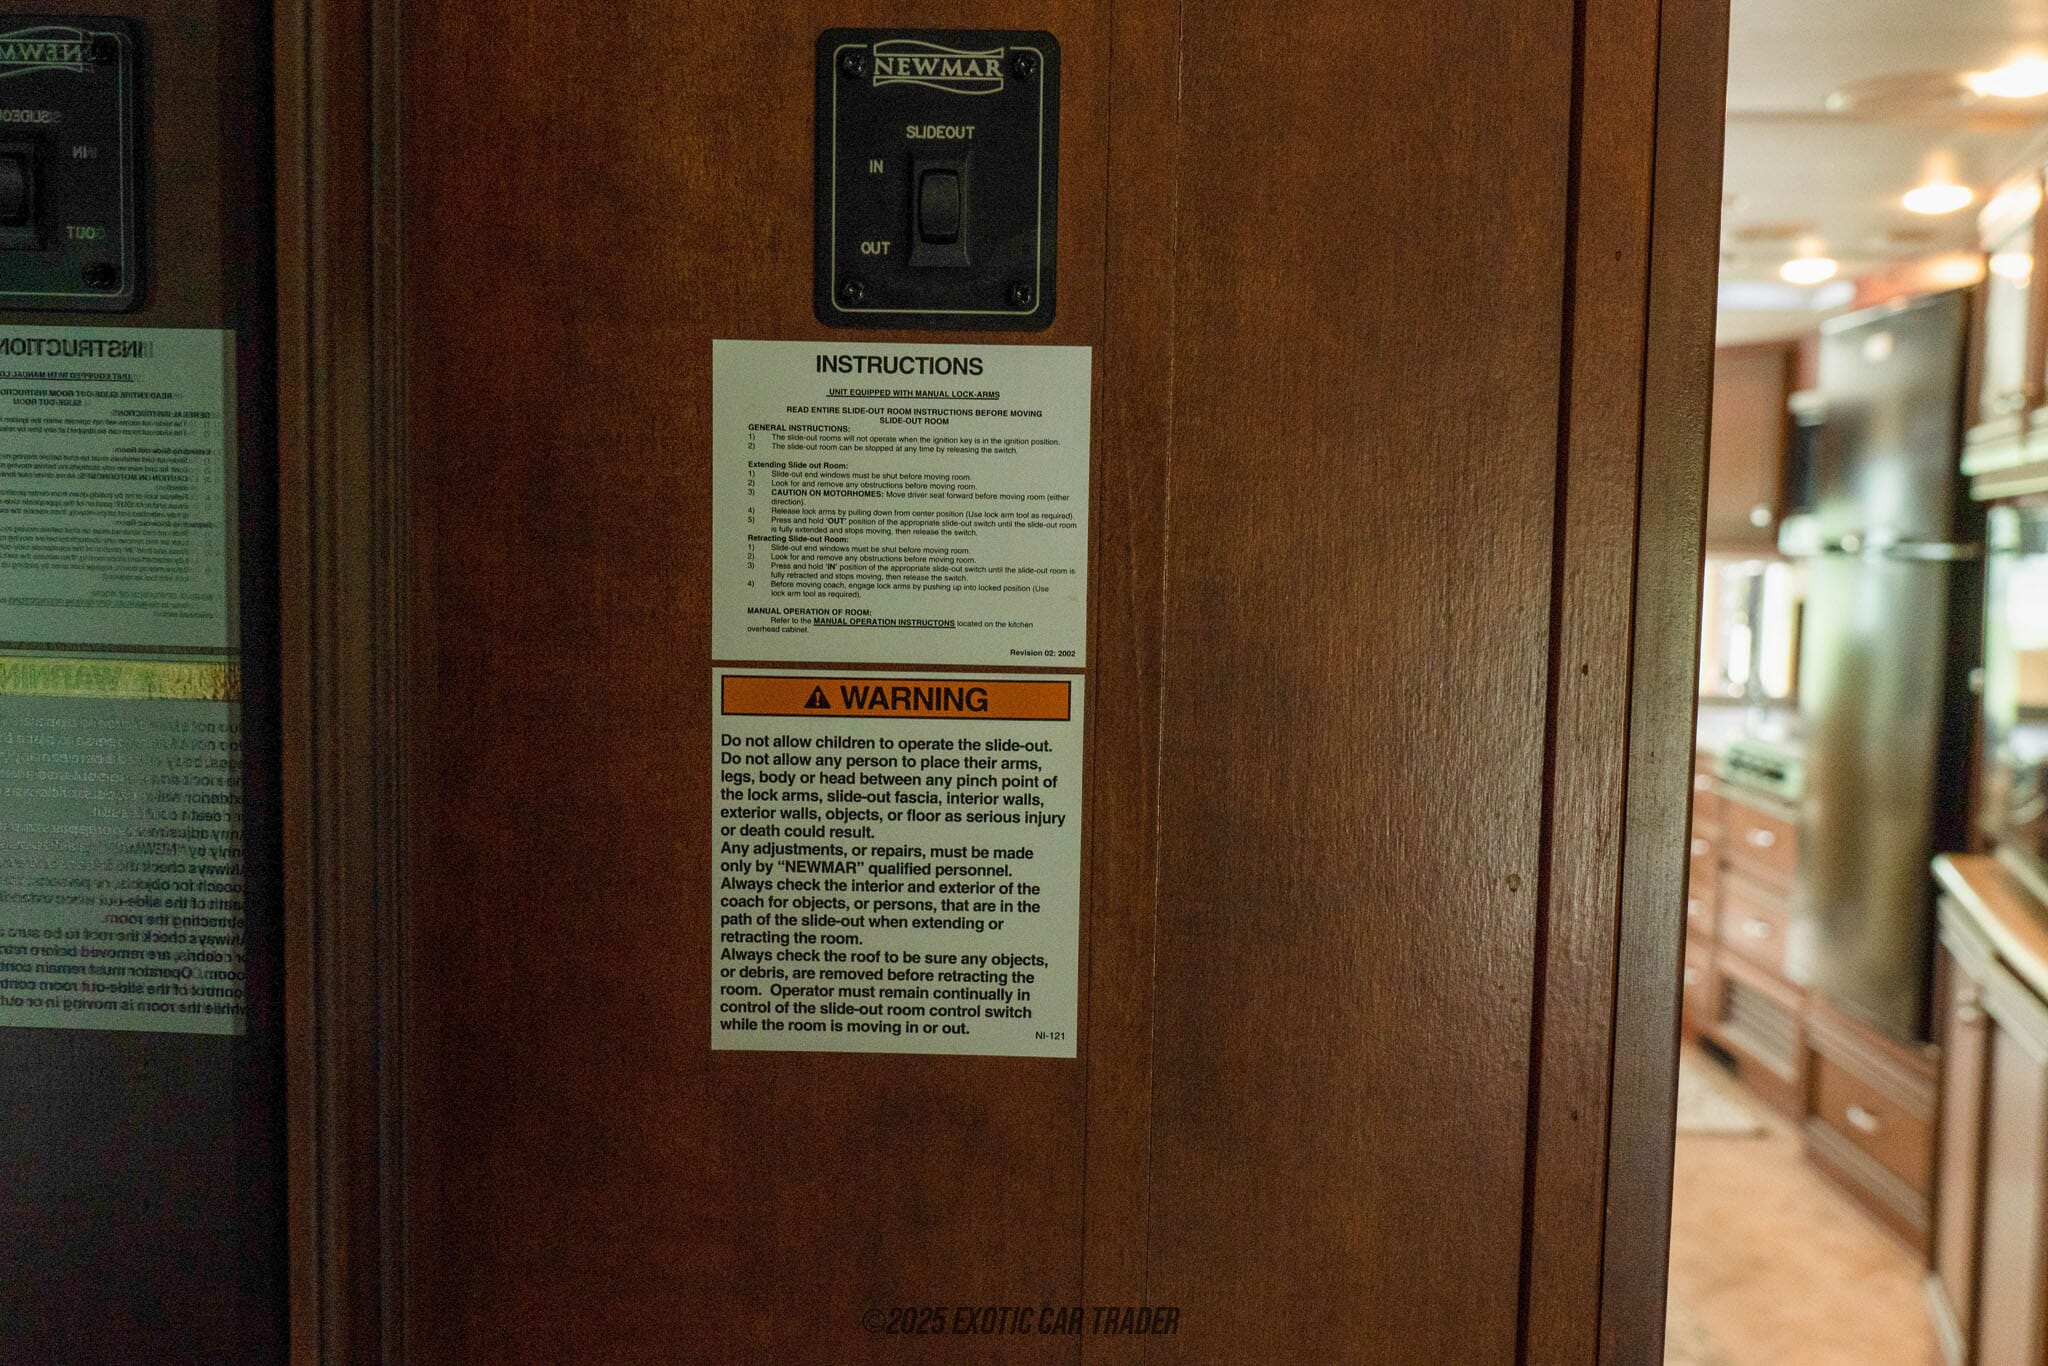 NEWMAR
SLIDEOUT
IN
OUT
INSTRUCTIONS
UNIT EQUIPPED WITH MANUAL LOCK-ARMS
READ ENTIRE SLIDE-OUT ROOM INSTRUCTIONS BEFORE MOVING
SLIDE-OUT ROOM
GENERAL INSTRUCTIONS:
1) The slide-out rooms will not operate when the ignition key is in the ignition position.
2) The slide-out room can be stopped at any time by releasing the switch.
Extending Slide out Room:
1) Slide-out end windows must be shut before moving room.
2) Look for and remove any obstructions before moving room.
3) CAUTION ON MOTORHOMES: Move driver seat forward before moving room (either
direction).
4) Release lock arms by pulling down from center position (Use lock arm tool as required).
5) Press and hold 'OUT' position of the appropriate slide-out switch until the slide-out room
is fully extended and stops moving, then release the switch.
Retracting Slide-out Room:
1) Slide-out end windows must be shut before moving room.
2) Look for and remove any obstructions before moving room.
3) Press and hold 'IN' position of the appropriate slide-out switch until the slide-out room is
fully retracted and stops moving, then release the switch.
4) Before moving coach, engage lock arms by pushing up into locked position (Use
lock arm tool as required).
MANUAL OPERATION OF ROOM:
Refer to the MANUAL OPERATION INSTRUCTONS located on the kitchen
overhead cabinet.
Revision 02: 2002
WARNING
Do not allow children to operate the slide-out.
Do not allow any person to place their arms,
legs, body or head between any pinch point of
the lock arms, slide-out fascia, interior walls,
exterior walls, objects, or floor as serious injury
or death could result.
Any adjustments, or repairs, must be made
only by “NEWMAR” qualified personnel.
Always check the interior and exterior of the
coach for objects, or persons, that are in the
path of the slide-out when extending or
retracting the room.
Always check the roof to be sure any objects,
or debris, are removed before retracting the
room. Operator must remain continually in
control of the slide-out room control switch
while the room is moving in or out.
NI-121
©2025 EXOTIC CAR TRADER